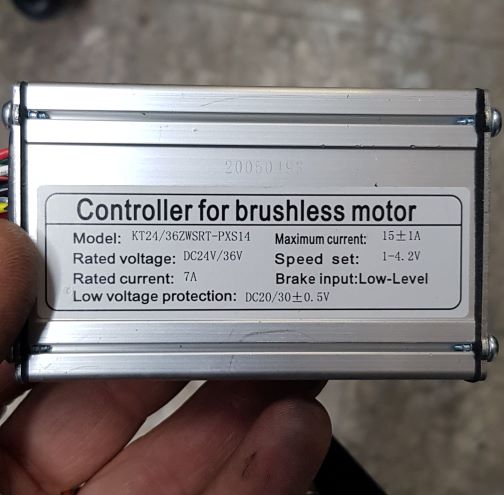 Controller for brushless motor
Model: KT24/36ZWSRT-PXS14 Maximum current: 15±1A
Rated voltage: DC24V/36V Speed set: 1-4.2V
Rated current: 7A Brake input:Low-Level
Low voltage protection: DC20/30±0.5V